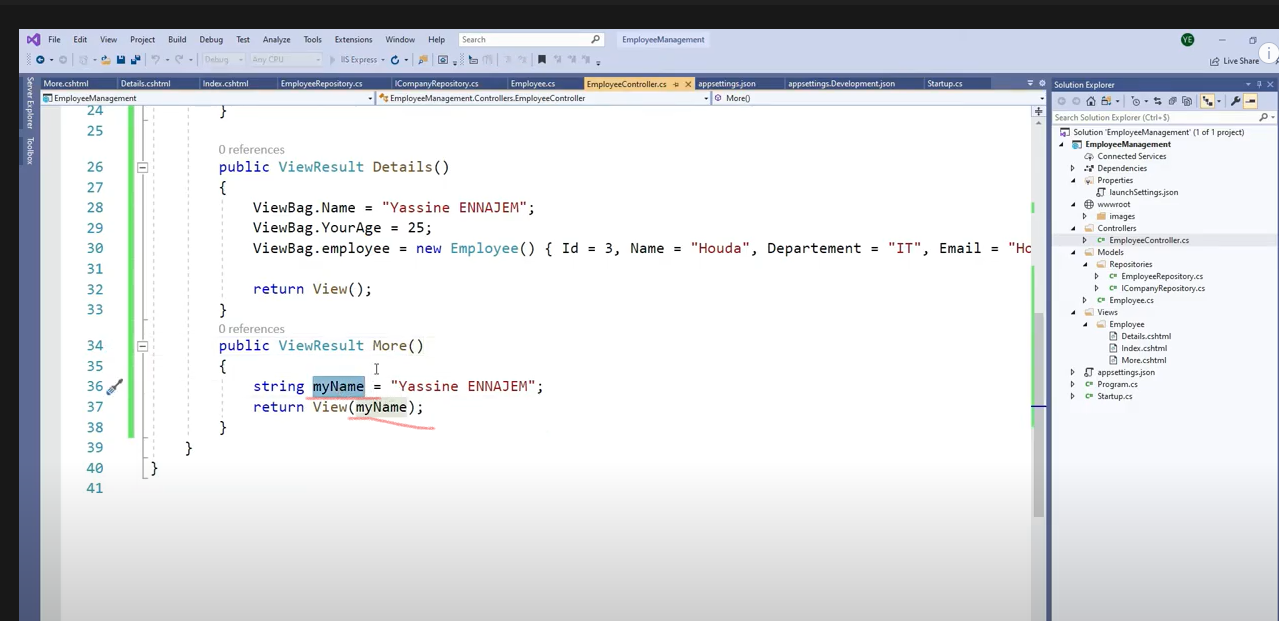 File Edit View Project Build Debug Test Analyze Tools Extensions Window Help Search EmployeeManagement YE
Debug Any CPU IIS Express Live Share
More.cshtml Details.cshtml Index.cshtml EmployeeRepository.cs ICompanyRepository.cs Employee.cs EmployeeController.cs appsettings.json appsettings.Development.json Startup.cs
EmployeeManagement EmployeeManagement.Controllers.EmployeeController More()
Server Explorer
Toolbox
24 }
25
0 references
26 public ViewResult Details()
27 {
28 ViewBag.Name = "Yassine ENNAJEM";
29 ViewBag.YourAge = 25;
30 ViewBag.employee = new Employee() { Id = 3, Name = "Houda", Departement = "IT", Email = "Ho
31
32 return View();
33 }
0 references
34 public ViewResult More()
35 {
36 string myName = "Yassine ENNAJEM";
37 return View(myName);
38 }
39 }
40 }
41
Solution Explorer
Search Solution Explorer (Ctrl+$)
Solution 'EmployeeManagement' (1 of 1 project)
EmployeeManagement
Connected Services
Dependencies
Properties
launchSettings.json
wwwroot
images
Controllers
EmployeeController.cs
Models
Repositories
EmployeeRepository.cs
ICompanyRepository.cs
Employee.cs
Views
Employee
Details.cshtml
Index.cshtml
More.cshtml
appsettings.json
Program.cs
Startup.cs